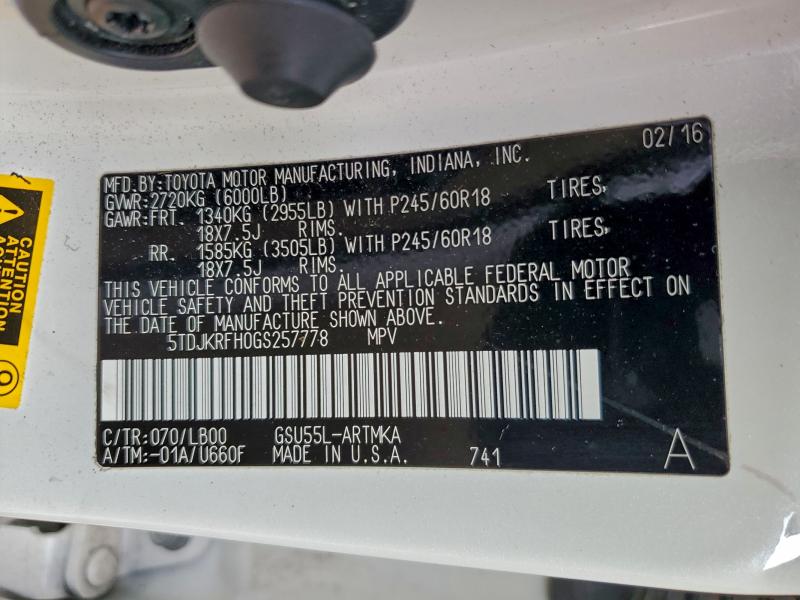 02/16
MFD.BY:TOYOTA MOTOR MANUFACTURING, INDIANA, INC.
GVWR:2720KG (6000LB)
GAWR:FRT. 1340KG (2955LB) WITH P245/60R18 TIRES,
18X7.5J RIMS.
RR. 1585KG (3505LB) WITH P245/60R18 TIRES,
18X7.5J RIMS.
THIS VEHICLE CONFORMS TO ALL APPLICABLE FEDERAL MOTOR
VEHICLE SAFETY AND THEFT PREVENTION STANDARDS IN EFFECT ON
THE DATE OF MANUFACTURE SHOWN ABOVE.
5TDJKRFH0GS257778 MPV
C/TR:070/LB00 GSU55L-ARTMKA
A/TM:-01A/U660F MADE IN U.S.A. 741 A
CAUTION
ATTENTION